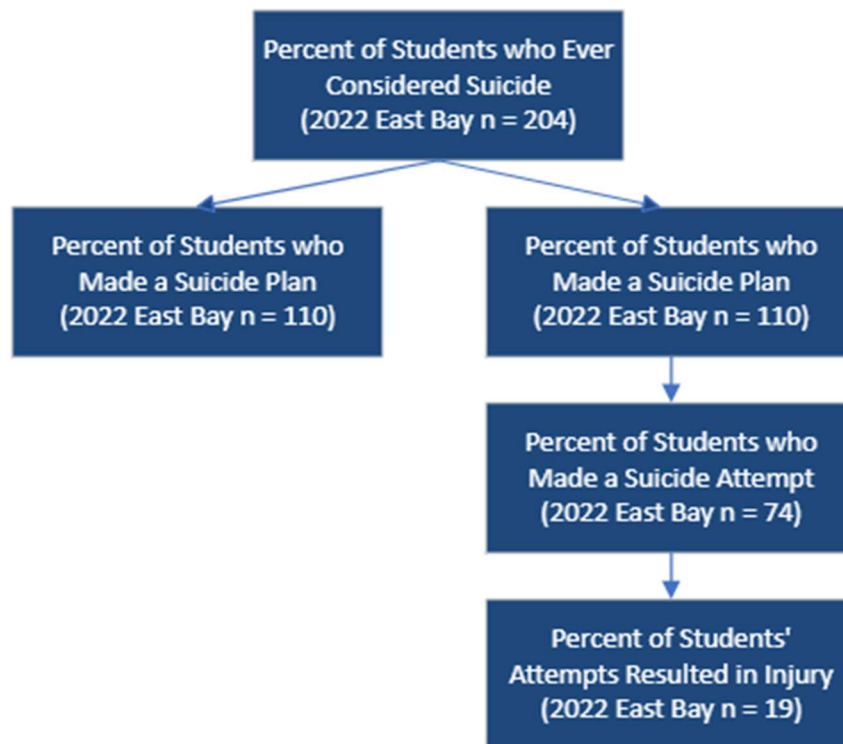 Percent of Students who Ever
Considered Suicide
(2022 East Bay n = 204)
Percent of Students who
Made a Suicide Plan
(2022 East Bay n = 110)
Percent of Students who
Made a Suicide Plan
(2022 East Bay n = 110)
Percent of Students who
Made a Suicide Attempt
(2022 East Bay n = 74)
Percent of Students'
Attempts Resulted in Injury
(2022 East Bay n = 19)